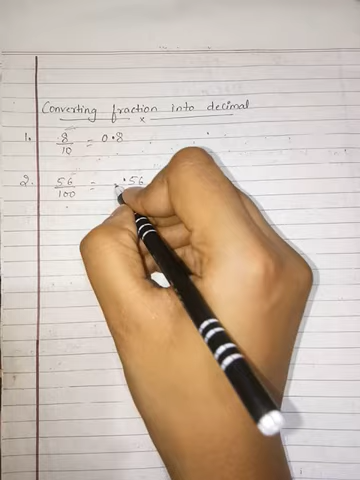 Converting fraction into decimal
x
1. 8/10 = 0.8
2. 56/100 = .56